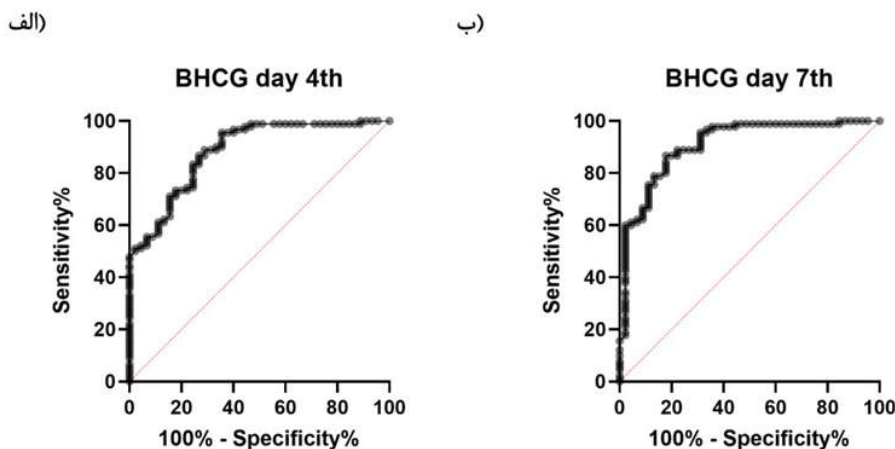 الف)
BHCG day 4th
Sensitivity%
100
80
60
40
20
0
0 20 40 60 80 100
100% - Specificity%
ب)
BHCG day 7th
Sensitivity%
100
80
60
40
20
0
0 20 40 60 80 100
100% - Specificity%